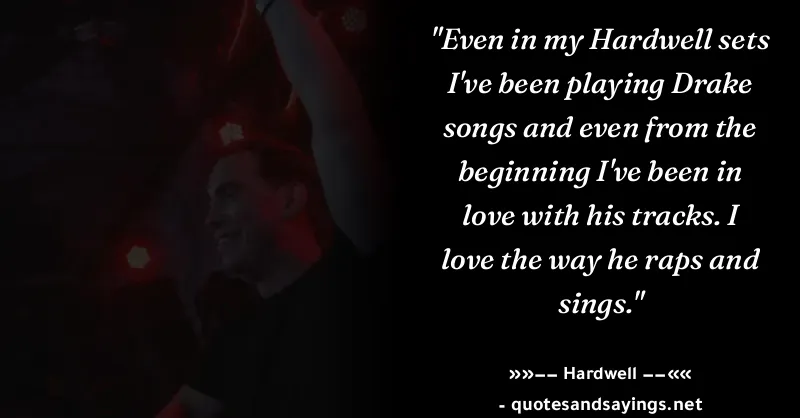 "Even in my Hardwell sets
I've been playing Drake
songs and even from the
beginning I've been in
love with his tracks. I
love the way he raps and
sings."
»»−− Hardwell −−««
- quotesandsayings.net